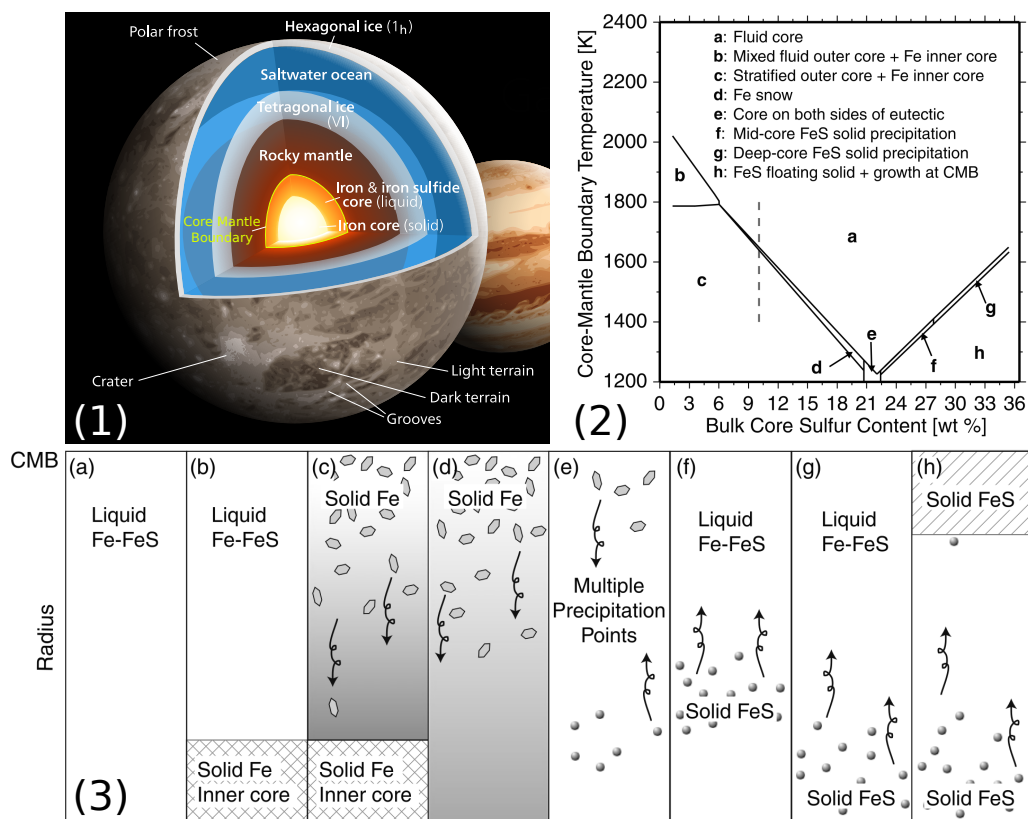 Hexagonal ice (1h)
Polar frost
Saltwater ocean
Tetragonal ice
(VI)
Rocky mantle
Iron & iron sulfide
core (liquid)
Core Mantle
Boundary
Iron core (solid)
Crater
Light terrain
Dark terrain
Grooves
(1)
Core-Mantle Boundary Temperature [K]
2400
2200
2000
1800
1600
1400
1200
a: Fluid core
b: Mixed fluid outer core + Fe inner core
c: Stratified outer core + Fe inner core
d: Fe snow
e: Core on both sides of eutectic
f: Mid-core FeS solid precipitation
g: Deep-core FeS solid precipitation
h: FeS floating solid + growth at CMB
b
a
c
g
e
d
f
h
0 3 6 9 12 15 18 21 24 27 30 33 36
Bulk Core Sulfur Content [wt %]
(2)
CMB
Radius
(a)
Liquid
Fe-FeS
(b)
Liquid
Fe-FeS
Solid Fe
Inner core
(c)
Solid Fe
Solid Fe
Inner core
(d)
Solid Fe
(e)
Multiple
Precipitation
Points
(f)
Liquid
Fe-FeS
Solid FeS
(g)
Liquid
Fe-FeS
Solid FeS
(h)
Solid FeS
Solid FeS
(3)